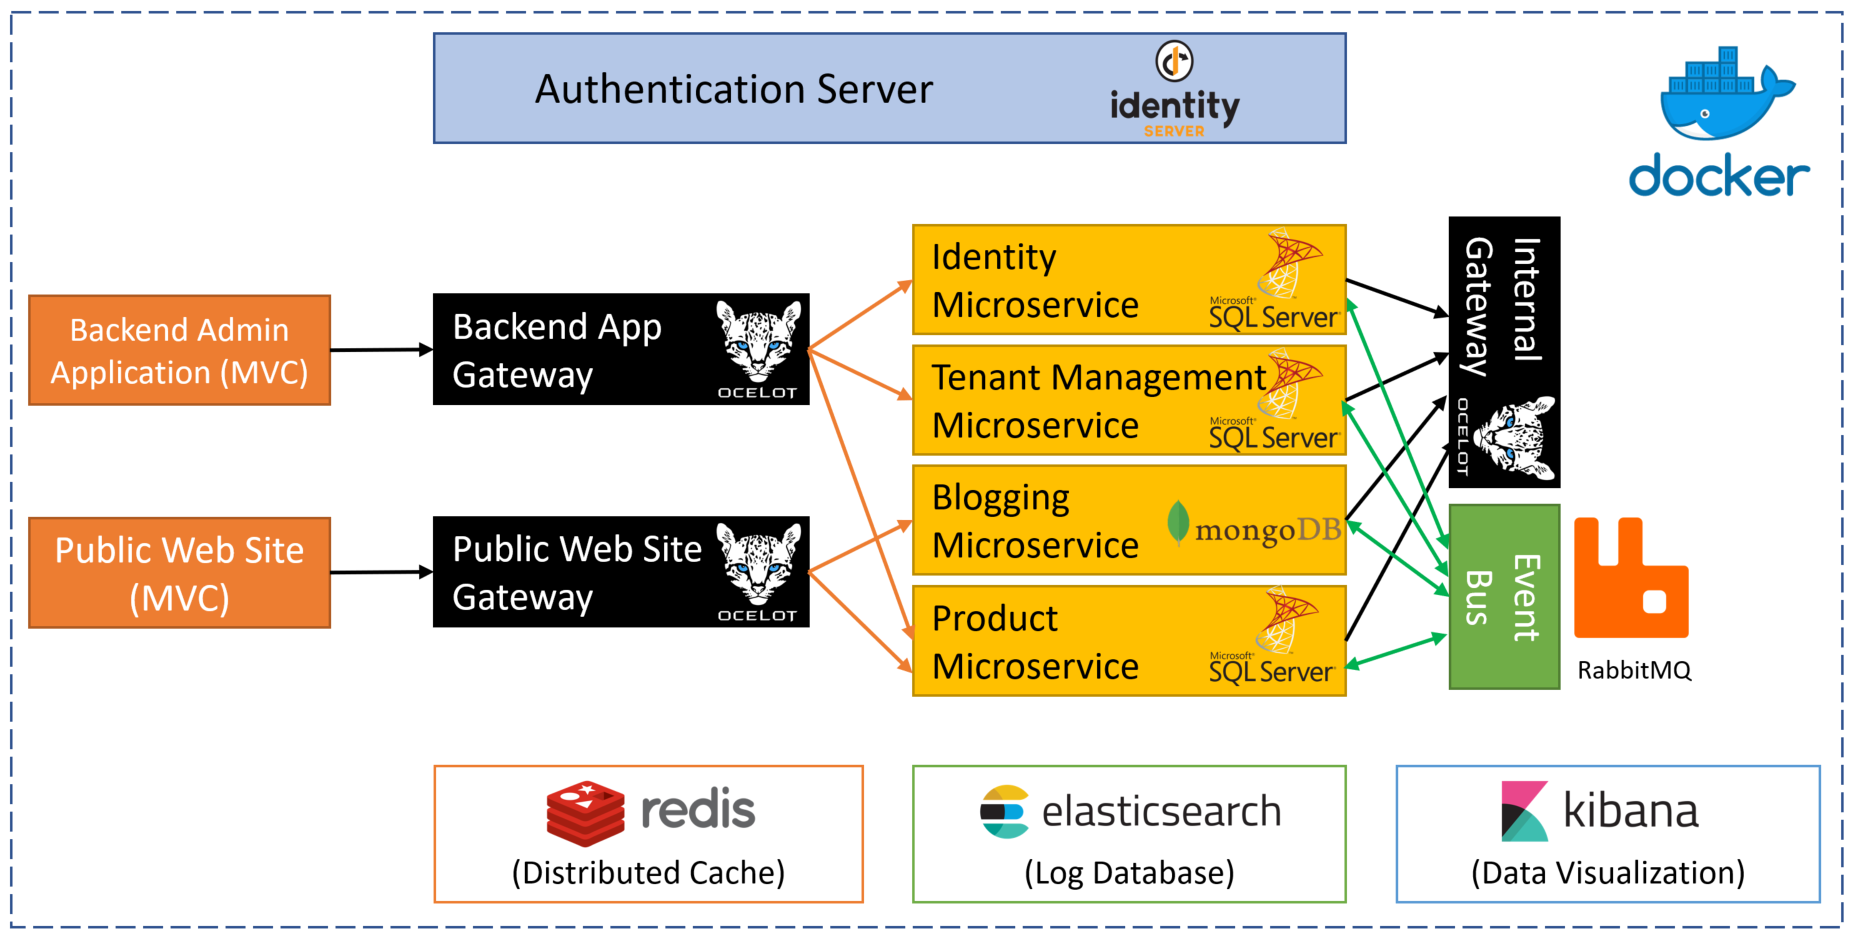 Authentication Server
identity
SERVER
docker
Backend Admin
Application (MVC)
Backend App
Gateway
OCELOT
Public Web Site
(MVC)
Public Web Site
Gateway
OCELOT
Identity
Microservice
Microsoft®
SQL Server
Tenant Management
Microservice
Microsoft®
SQL Server
Blogging
Microservice
mongoDB
Product
Microservice
Microsoft®
SQL Server
Internal
Gateway
OCELOT
Event
Bus
RabbitMQ
redis
(Distributed Cache)
elasticsearch
(Log Database)
kibana
(Data Visualization)